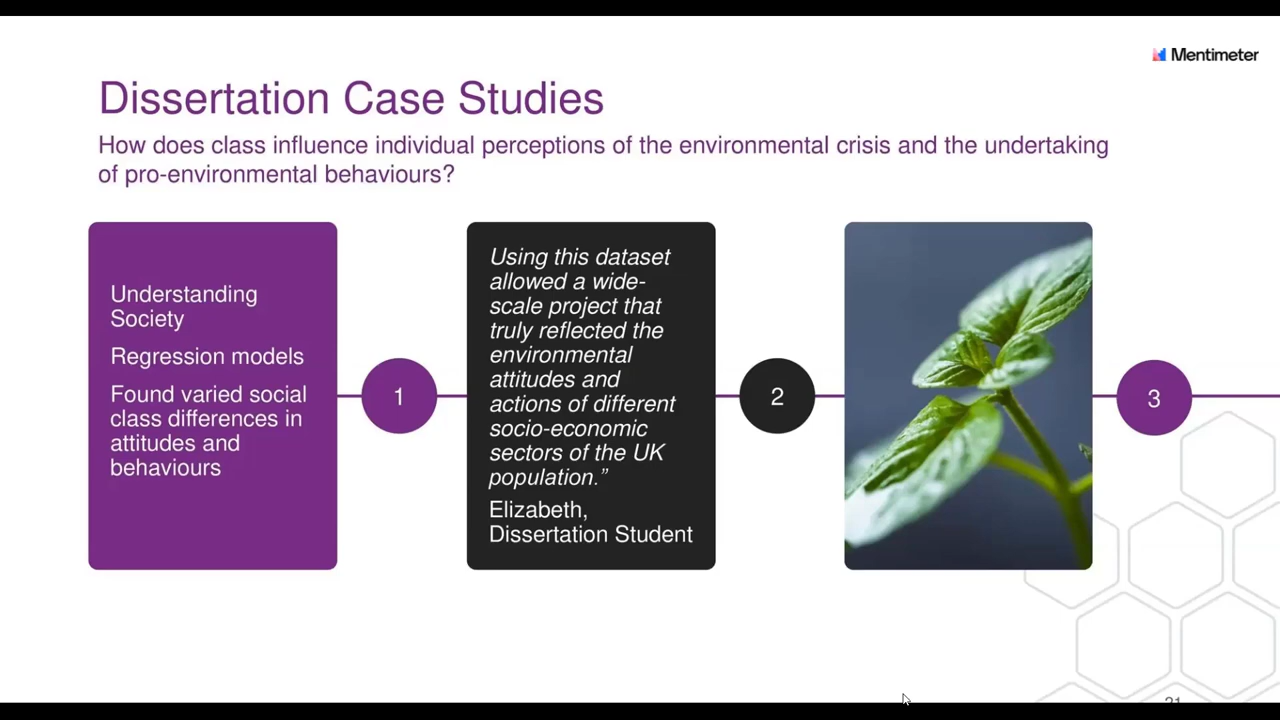 Mentimeter
Dissertation Case Studies
How does class influence individual perceptions of the environmental crisis and the undertaking
of pro-environmental behaviours?
Understanding
Society
Regression models
Found varied social
class differences in
attitudes and
behaviours
1
Using this dataset
allowed a wide-
scale project that
truly reflected the
environmental
attitudes and
actions of different
socio-economic
sectors of the UK
population.”
Elizabeth,
Dissertation Student
2
3